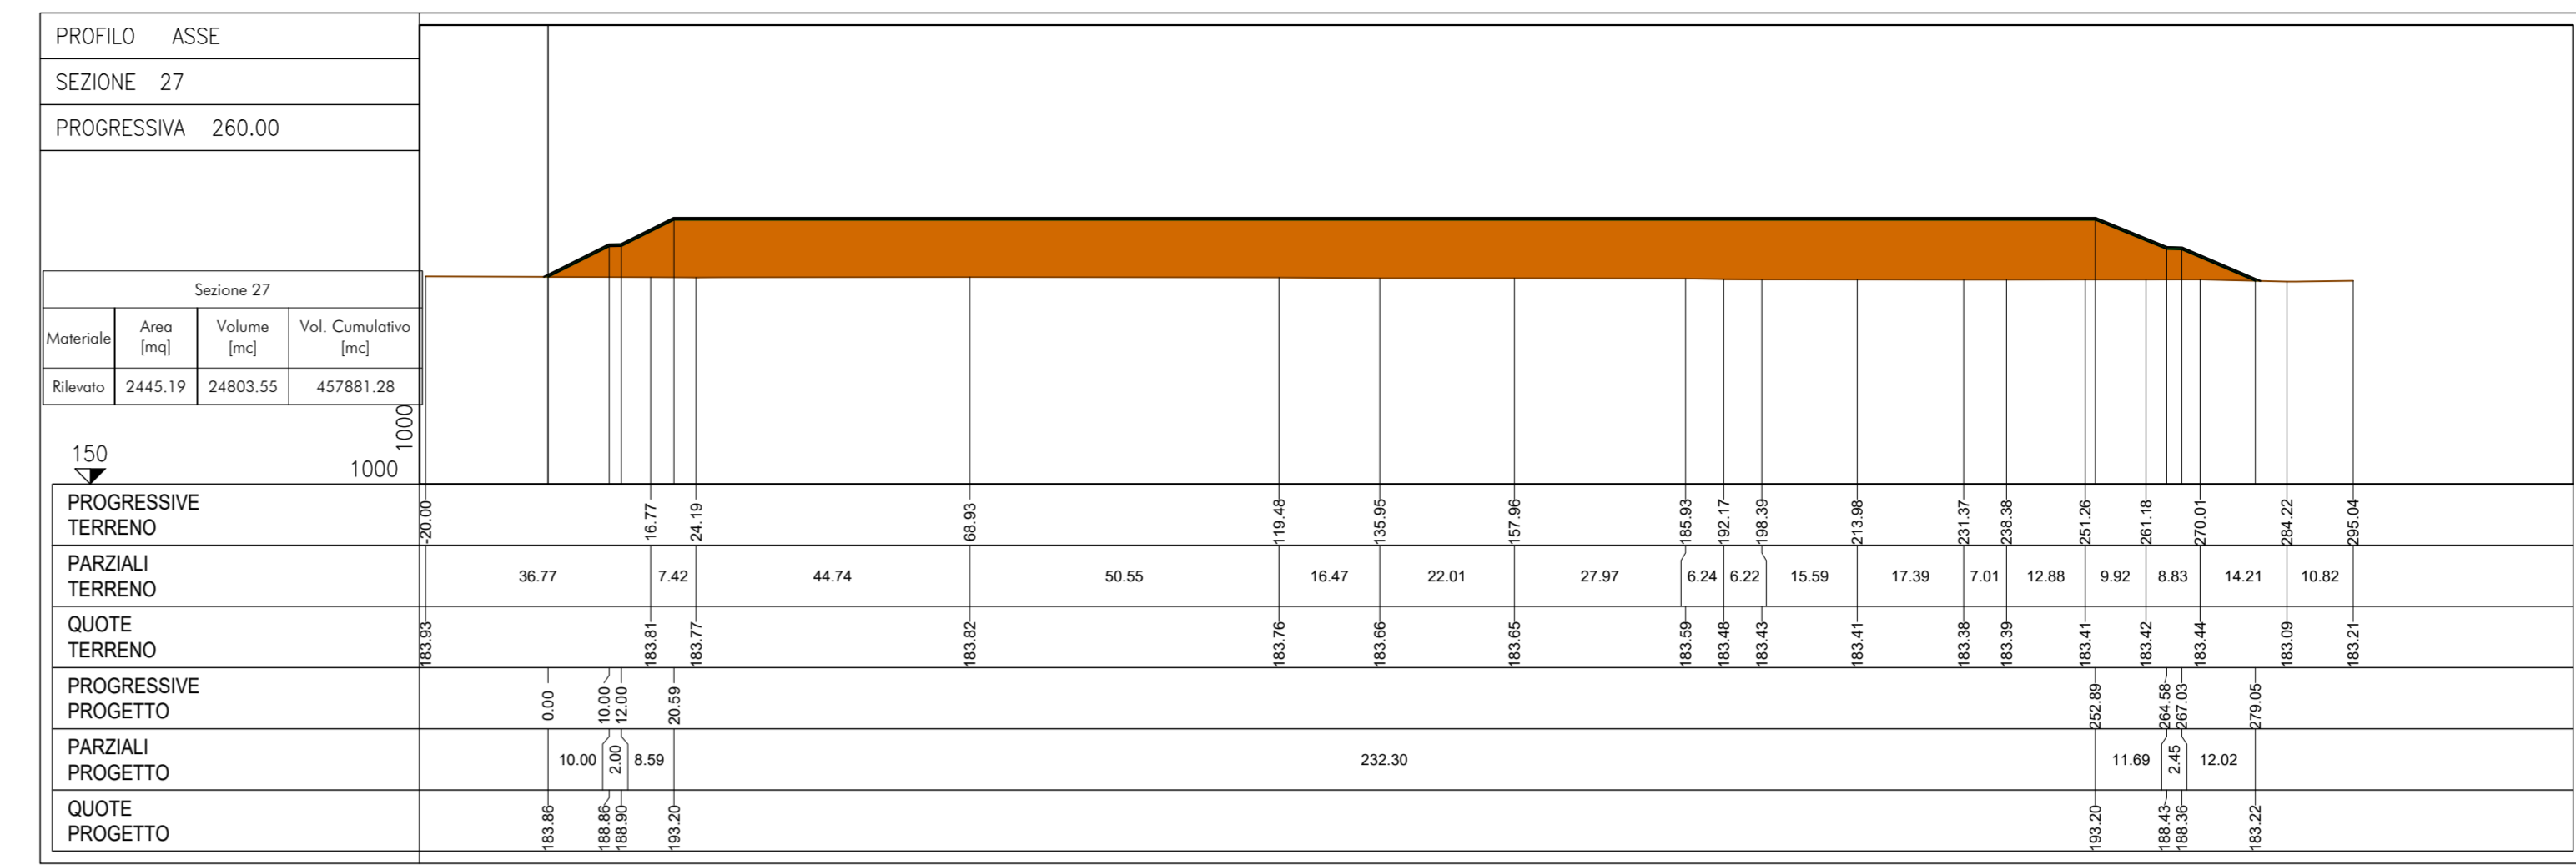 PROFILO ASSE
SEZIONE 27
PROGRESSIVA 260.00
Sezione 27
Materiale Area [mq] Volume [mc] Vol. Cumulativo [mc]
Rilevato 2445.19 24803.55 457881.28
1000
150
1000
PROGRESSIVE TERRENO -20.00 16.77 24.19 68.93 119.48 135.95 157.96 185.93 192.17 198.39 213.98 231.37 238.38 251.26 261.18 270.01 284.22 295.04
PARZIALI TERRENO 36.77 7.42 44.74 50.55 16.47 22.01 27.97 6.24 6.22 15.59 17.39 7.01 12.88 9.92 8.83 14.21 10.82
QUOTE TERRENO 183.93 183.81 183.77 183.82 183.76 183.66 183.65 183.59 183.48 183.43 183.41 183.38 183.39 183.41 183.42 183.44 183.09 183.21
PROGRESSIVE PROGETTO 0.00 10.00 12.00 20.59 252.89 264.58 267.03 279.05
PARZIALI PROGETTO 10.00 2.00 8.59 232.30 11.69 2.45 12.02
QUOTE PROGETTO 183.86 188.86 188.90 193.20 193.20 188.43 188.36 183.22